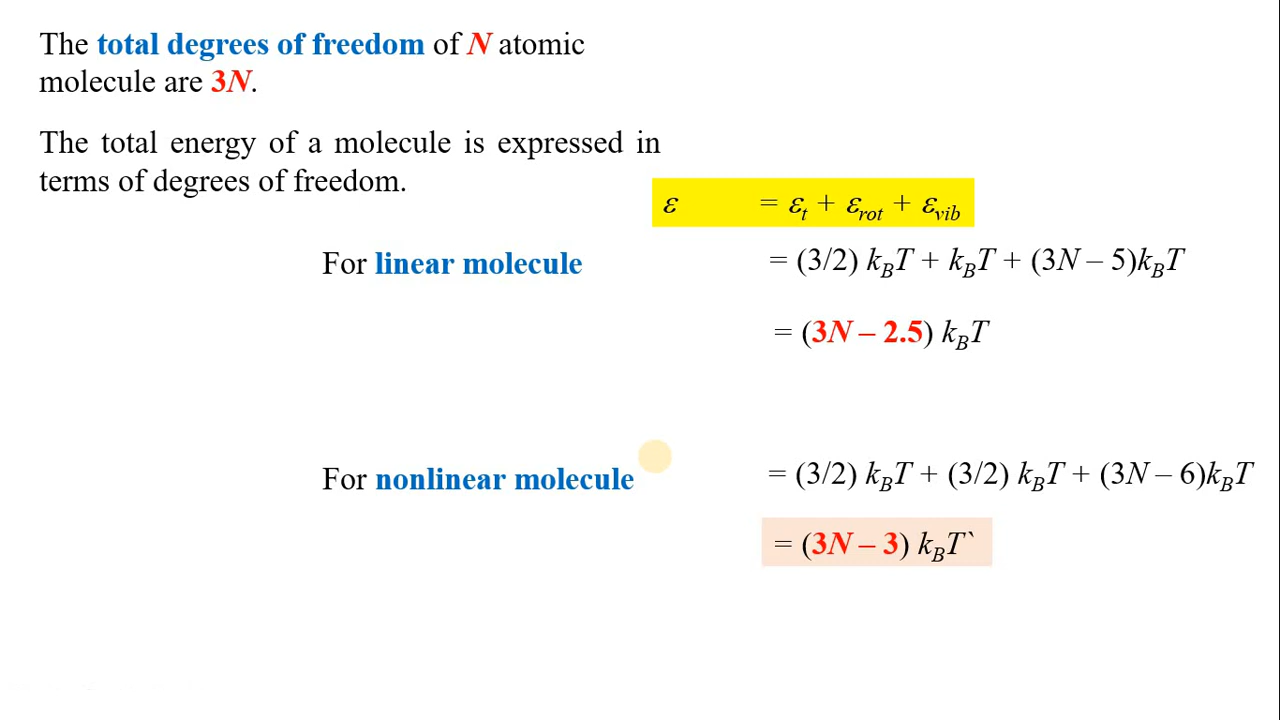 The total degrees of freedom of N atomic
molecule are 3N.
The total energy of a molecule is expressed in
terms of degrees of freedom.
ε = εt + εrot + εvib
For linear molecule = (3/2) kBT + kBT + (3N – 5)kBT
= (3N – 2.5) kBT
For nonlinear molecule = (3/2) kBT + (3/2) kBT + (3N – 6)kBT
= (3N – 3) kBT`